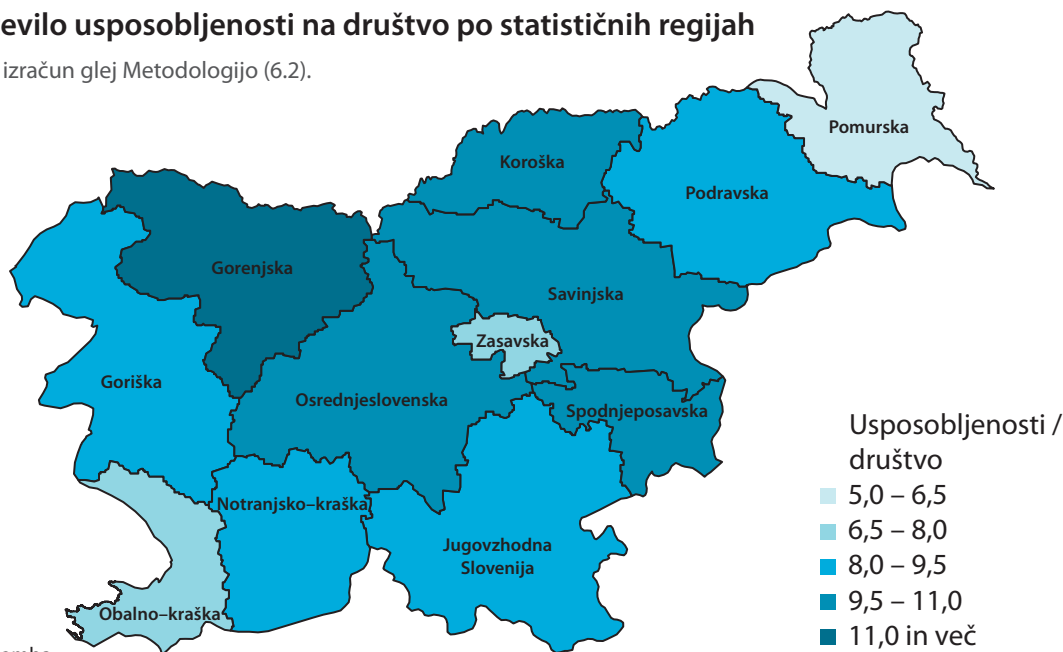 evilo usposobljenosti na društvo po statističnih regijah
izračun glej Metodologijo (6.2).
Pomurska
Koroška
Podravska
Gorenjska
Savinjska
Zasavska
Goriška
Osrednjeslovenska
Spodnjeposavska
Notranjsko–kraška
Jugovzhodna
Slovenija
Obalno–kraška
Usposobljenosti /
društvo
5,0 – 6,5
6,5 – 8,0
8,0 – 9,5
9,5 – 11,0
11,0 in več